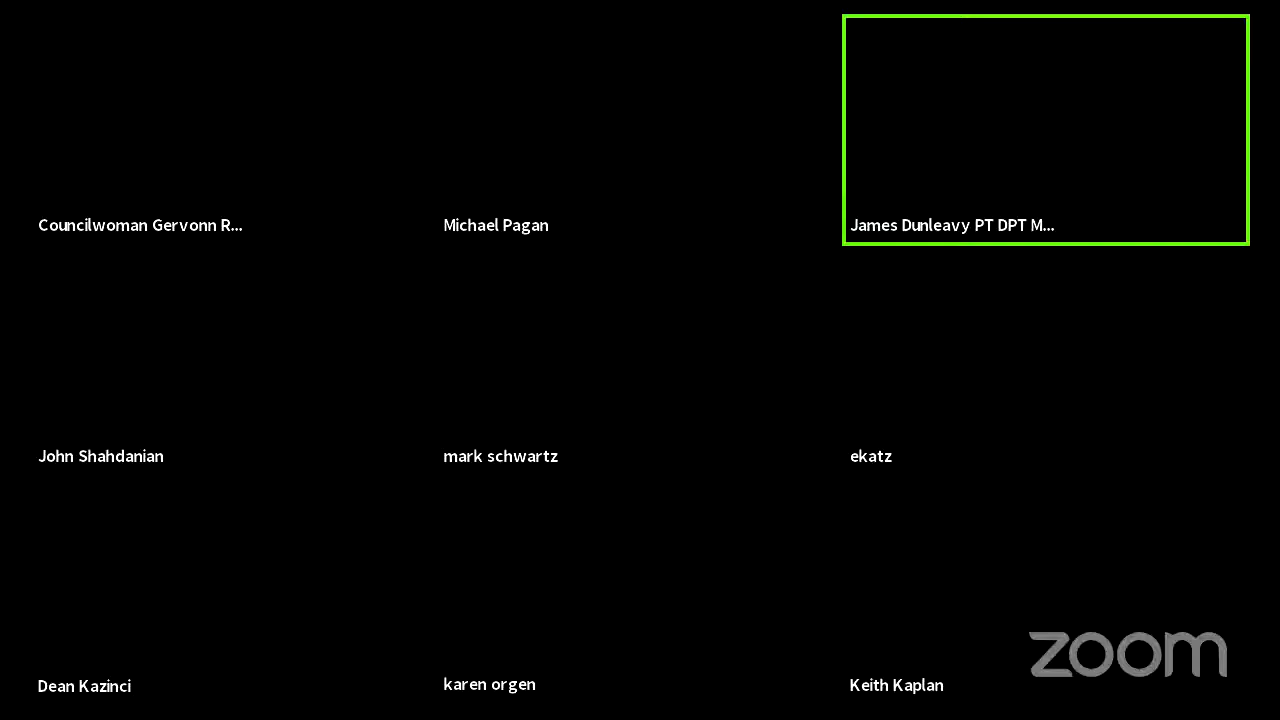 Councilwoman Gervonn R...
Michael Pagan
James Dunleavy PT DPT M...
John Shahdanian
mark schwartz
ekatz
Dean Kazinci
karen orgen
Keith Kaplan
zoom